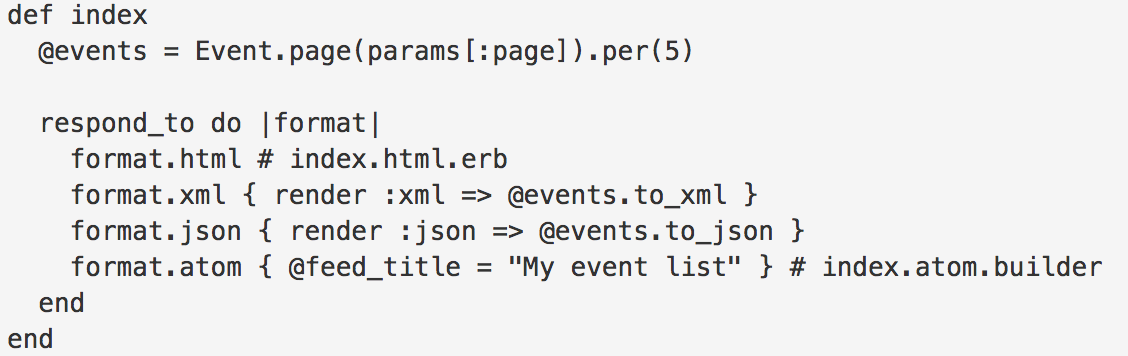 def index
  @events = Event.page(params[:page]).per(5)

  respond_to do |format|
    format.html # index.html.erb
    format.xml { render :xml => @events.to_xml }
    format.json { render :json => @events.to_json }
    format.atom { @feed_title = "My event list" } # index.atom.builder
  end
end